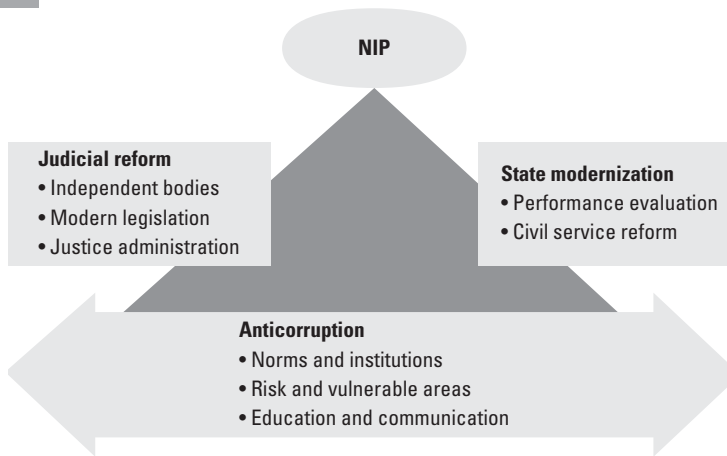 NIP
Judicial reform
• Independent bodies
• Modern legislation
• Justice administration
State modernization
• Performance evaluation
• Civil service reform
Anticorruption
• Norms and institutions
• Risk and vulnerable areas
• Education and communication